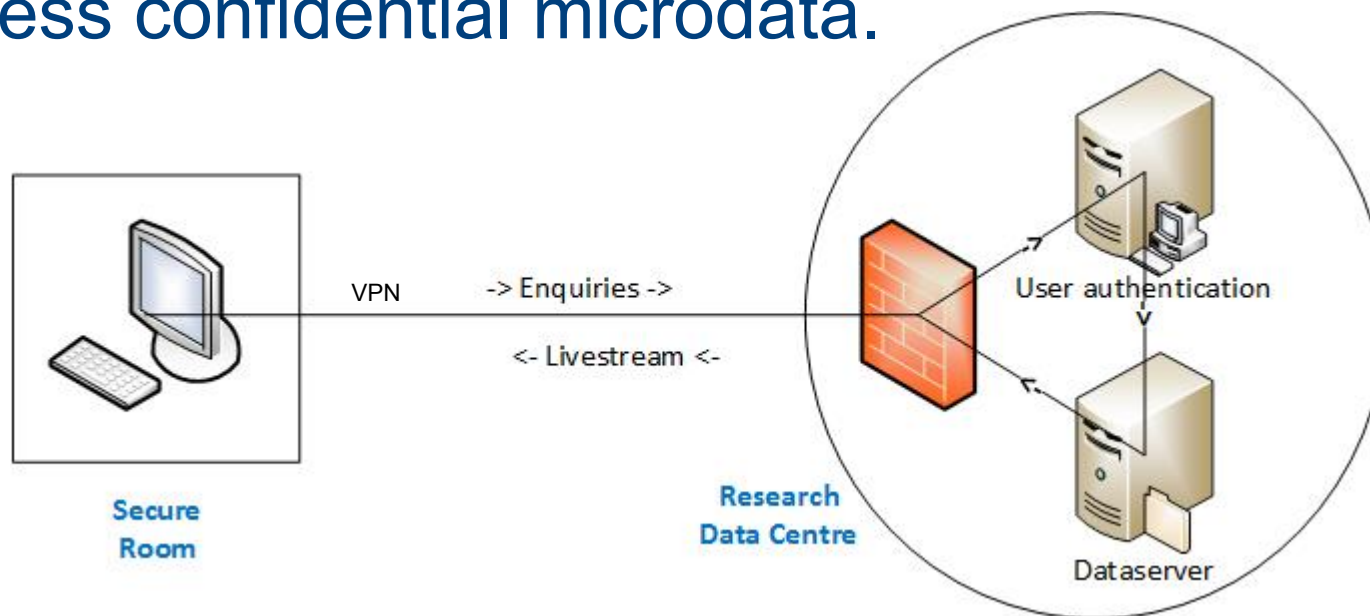 ess confidential microdata.
VPN
-> Enquiries ->
<- Livestream <-
User authentication
Secure
Room
Research
Data Centre
Dataserver